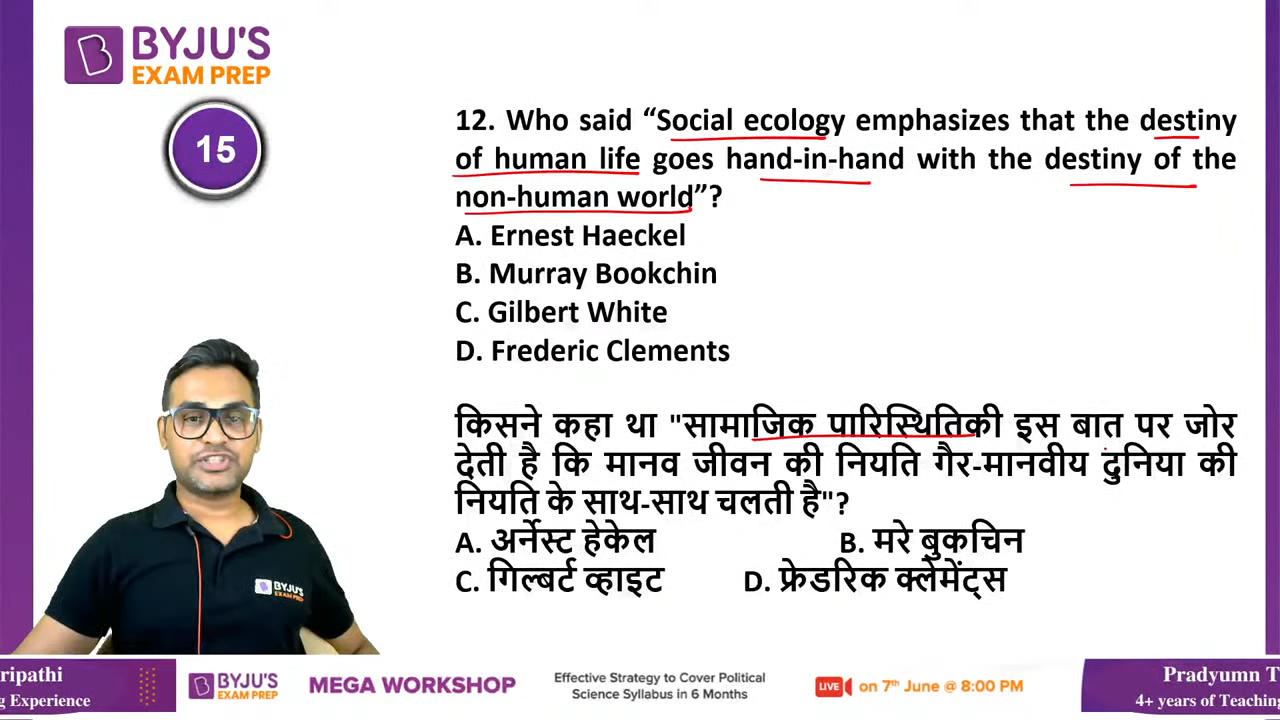 BYJU'S
EXAM PREP
15
12. Who said “Social ecology emphasizes that the destiny
of human life goes hand-in-hand with the destiny of the
non-human world”?
A. Ernest Haeckel
B. Murray Bookchin
C. Gilbert White
D. Frederic Clements
किसने कहा था "सामाजिक पारिस्थितिकी इस बात पर जोर
देती है कि मानव जीवन की नियति गैर-मानवीय दुनिया की
नियति के साथ-साथ चलती है"?
A. अर्नेस्ट हेकेल B. मरे बुकचिन
C. गिल्बर्ट व्हाइट D. फ्रेडरिक क्लेमेंट्स
BYJU'S
EXAM PREP
ripathi
g Experience
BYJU'S
EXAM PREP
MEGA WORKSHOP
Effective Strategy to Cover Political
Science Syllabus in 6 Months
LIVE on 7th June @ 8:00 PM
Pradyumn T
4+ years of Teaching